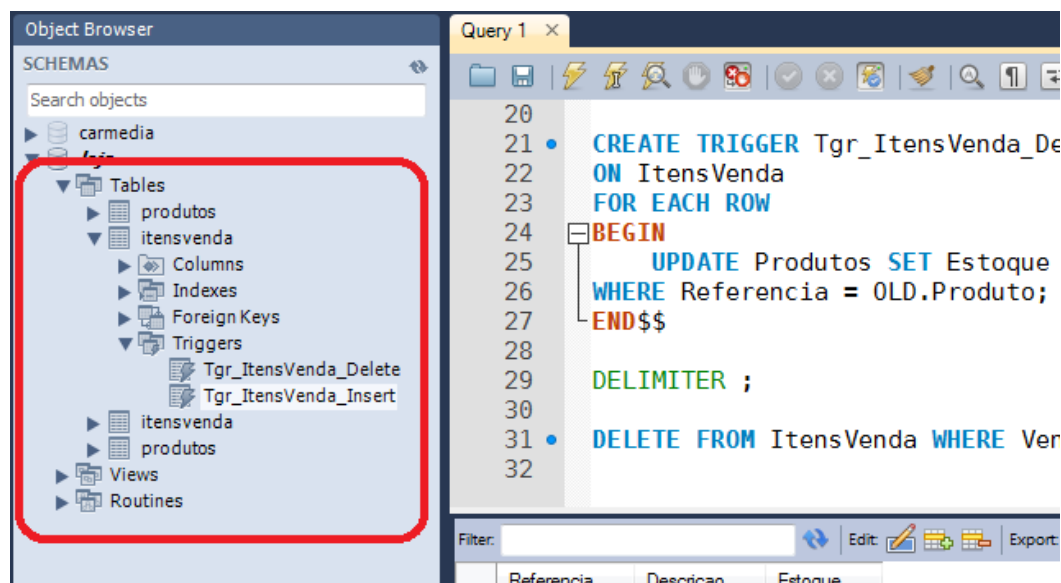 Object Browser
SCHEMAS
Search objects
carmedia
Tables
produtos
itensvenda
Columns
Indexes
Foreign Keys
Triggers
Tgr_ItensVenda_Delete
Tgr_ItensVenda_Insert
itensvenda
produtos
Views
Routines
Query 1
20
21 CREATE TRIGGER Tgr_ItensVenda_De
22 ON ItensVenda
23 FOR EACH ROW
24 BEGIN
25 UPDATE Produtos SET Estoque
26 WHERE Referencia = OLD.Produto;
27 END$$
28
29 DELIMITER ;
30
31 DELETE FROM ItensVenda WHERE Ven
32
Filter: Edit: Export:
Referencia Descricao Estoque